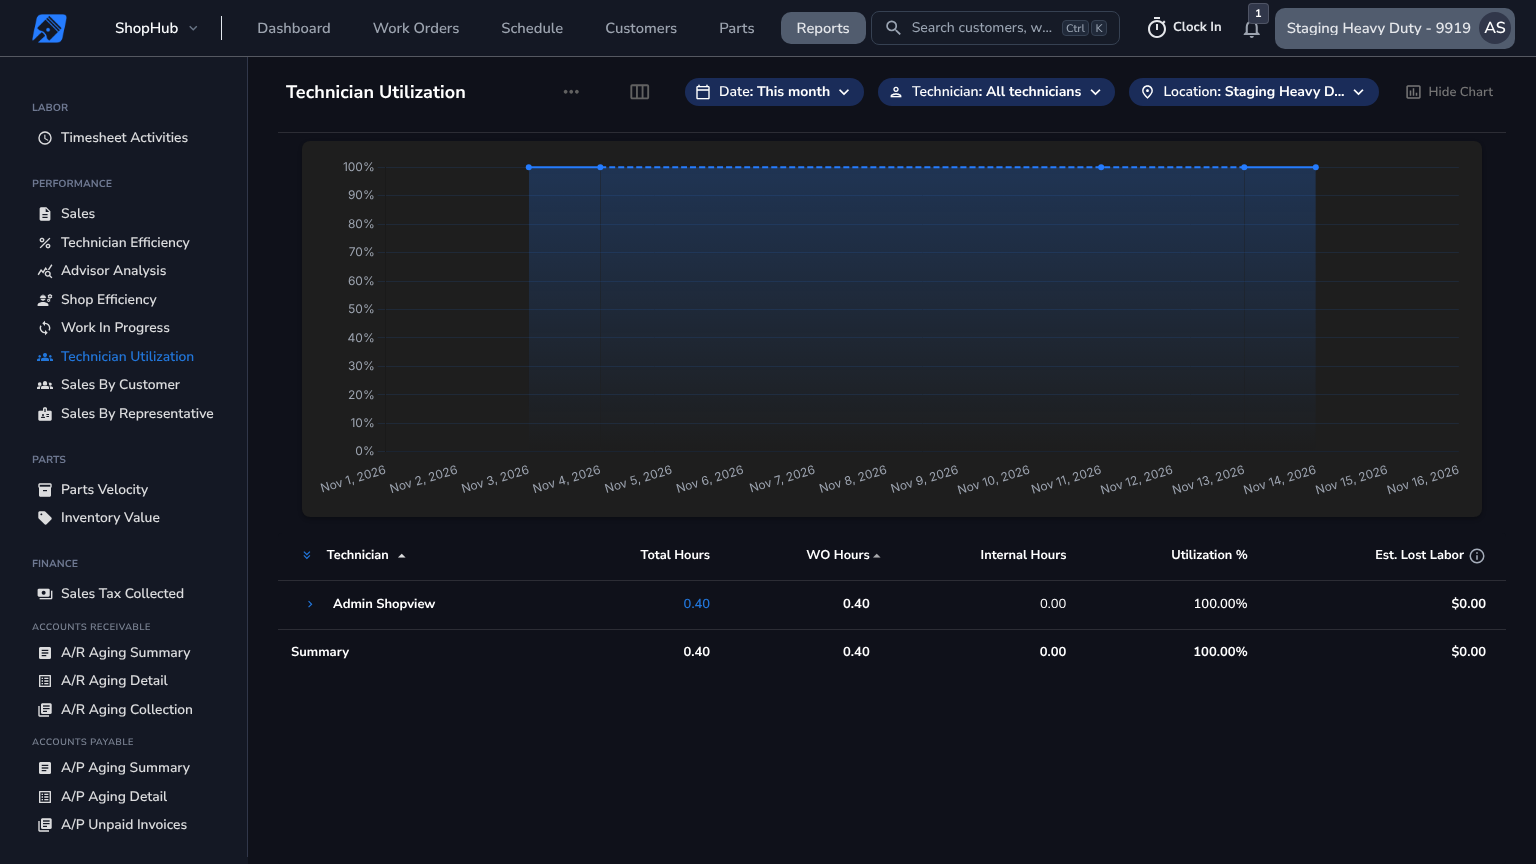 ShopHub
Dashboard
Work Orders
Schedule
Customers
Parts
Reports
Search customers, w...
Ctrl
K
Clock In
1
Staging Heavy Duty - 9919
AS
LABOR
Timesheet Activities
PERFORMANCE
Sales
Technician Efficiency
Advisor Analysis
Shop Efficiency
Work In Progress
Technician Utilization
Sales By Customer
Sales By Representative
PARTS
Parts Velocity
Inventory Value
FINANCE
Sales Tax Collected
ACCOUNTS RECEIVABLE
A/R Aging Summary
A/R Aging Detail
A/R Aging Collection
ACCOUNTS PAYABLE
A/P Aging Summary
A/P Aging Detail
A/P Unpaid Invoices
Technician Utilization
Date: This month
Technician: All technicians
Location: Staging Heavy D...
Hide Chart
100%
90%
80%
70%
60%
50%
40%
30%
20%
10%
0%
Nov 1, 2026
Nov 2, 2026
Nov 3, 2026
Nov 4, 2026
Nov 5, 2026
Nov 6, 2026
Nov 7, 2026
Nov 8, 2026
Nov 9, 2026
Nov 10, 2026
Nov 11, 2026
Nov 12, 2026
Nov 13, 2026
Nov 14, 2026
Nov 15, 2026
Nov 16, 2026
Technician Total Hours WO Hours Internal Hours Utilization % Est. Lost Labor
Admin Shopview 0.40 0.40 0.00 100.00% $0.00
Summary 0.40 0.40 0.00 100.00% $0.00